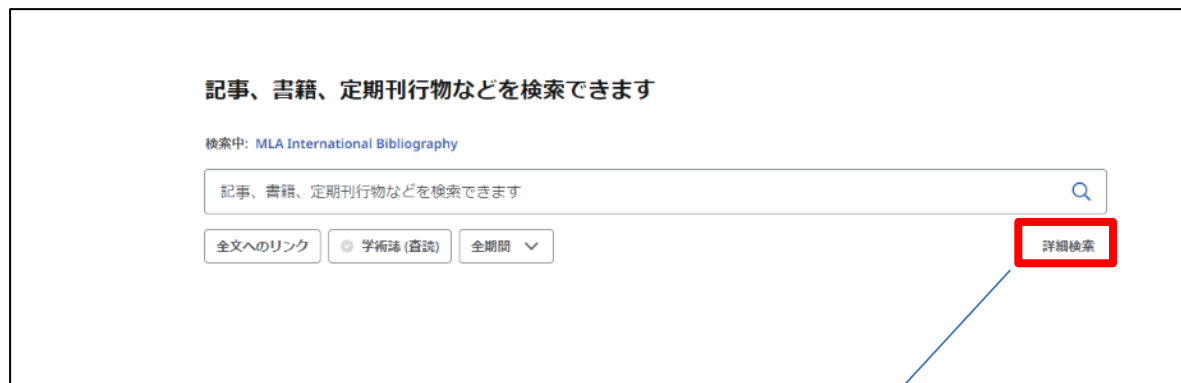 記事、書籍、定期刊行物などを検索できます
検索中: MLA International Bibliography
記事、書籍、定期刊行物などを検索できます
全文へのリンク 学術誌 (査読) 全期間 詳細検索